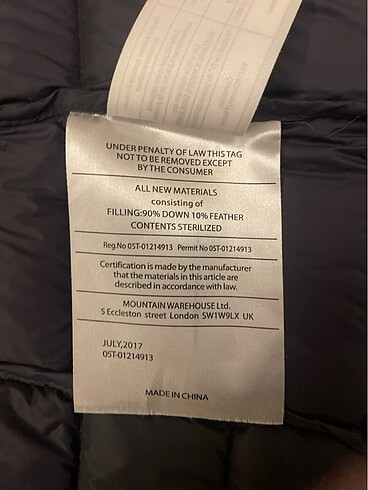 UNDER PENALTY OF LAW THIS TAG
NOT TO BE REMOVED EXCEPT
BY THE CONSUMER
ALL NEW MATERIALS
consisting of
FILLING:90% DOWN 10% FEATHER
CONTENTS STERILIZED
Reg.No 05T-01214913 Permit No 05T-01214913
Certification is made by the manufacturer
that the materials in this article are
described in accordance with law.
MOUNTAIN WAREHOUSE Ltd.
5 Eccleston street London SW1W9LX UK
JULY,2017
05T-01214913
MADE IN CHINA